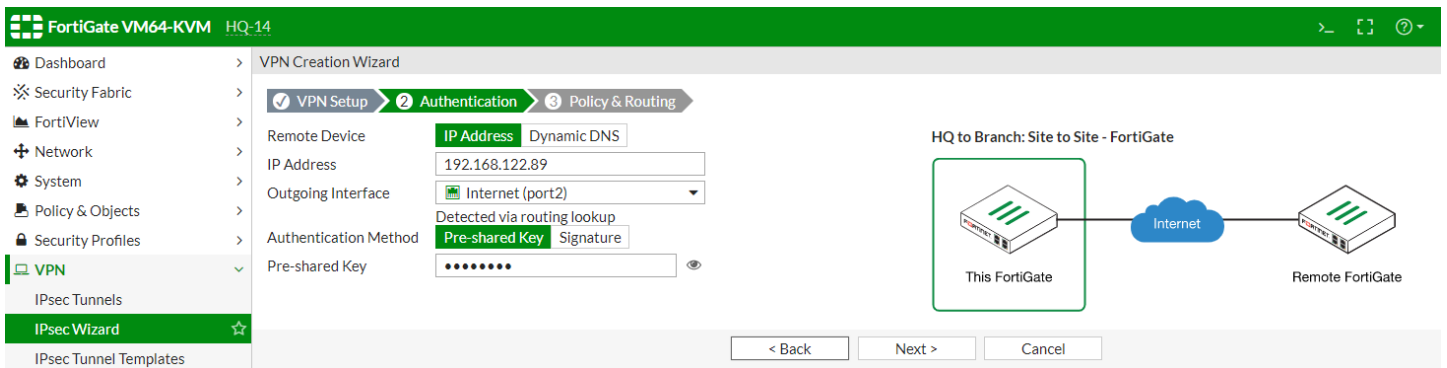 FortiGate VM64-KVM HQ-14
Dashboard
Security Fabric
FortiView
Network
System
Policy & Objects
Security Profiles
VPN
IPsec Tunnels
IPsec Wizard
IPsec Tunnel Templates
VPN Creation Wizard
VPN Setup 2 Authentication 3 Policy & Routing
Remote Device IP Address Dynamic DNS
IP Address 192.168.122.89
Outgoing Interface Internet (port2)
Detected via routing lookup
Authentication Method Pre-shared Key Signature
Pre-shared Key ••••••••
HQ to Branch: Site to Site - FortiGate
FORTINET
Internet
FORTINET
This FortiGate
Remote FortiGate
< Back Next > Cancel